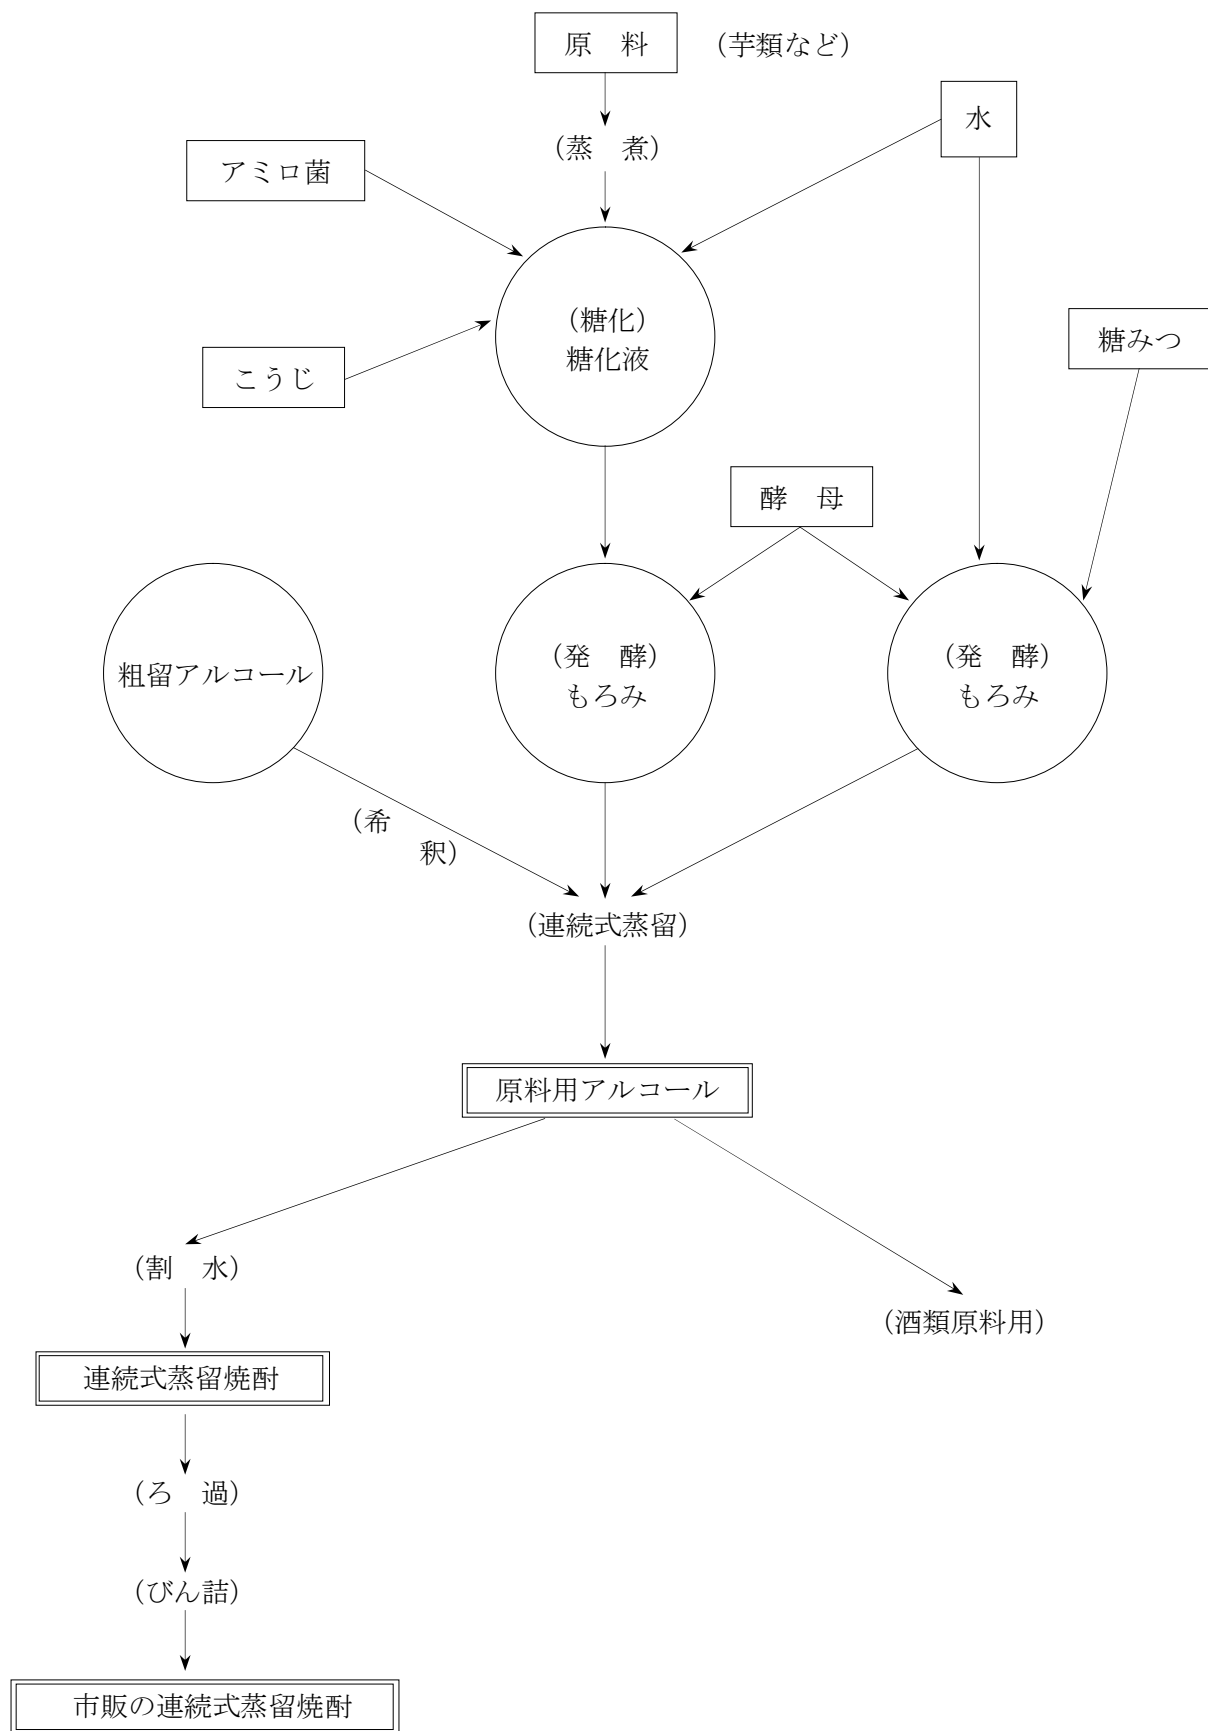 原　料　（芋類など）
水
（蒸　煮）
アミロ菌
（糖化）
糖化液
糖みつ
こうじ
酵　母
粗留アルコール
（発　酵）
もろみ
（発　酵）
もろみ
（希
釈）
（連続式蒸留）
原料用アルコール
（割　水）
（酒類原料用）
連続式蒸留焼酎
（ろ　過）
（びん詰）
市販の連続式蒸留焼酎